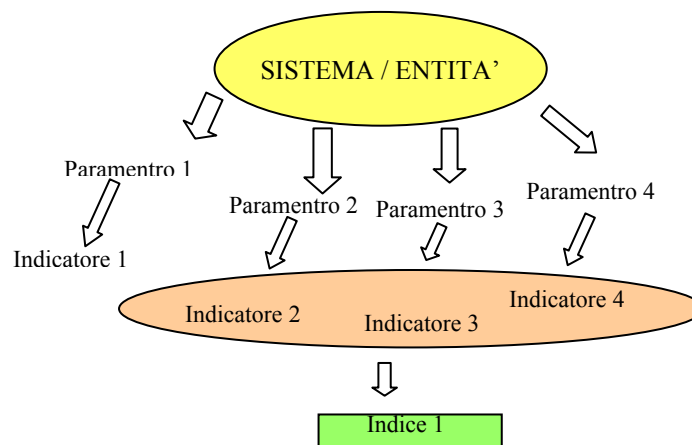 SISTEMA / ENTITA’
Paramentro 1
Paramentro 2
Paramentro 3
Paramentro 4
Indicatore 1
Indicatore 2
Indicatore 3
Indicatore 4
Indice 1